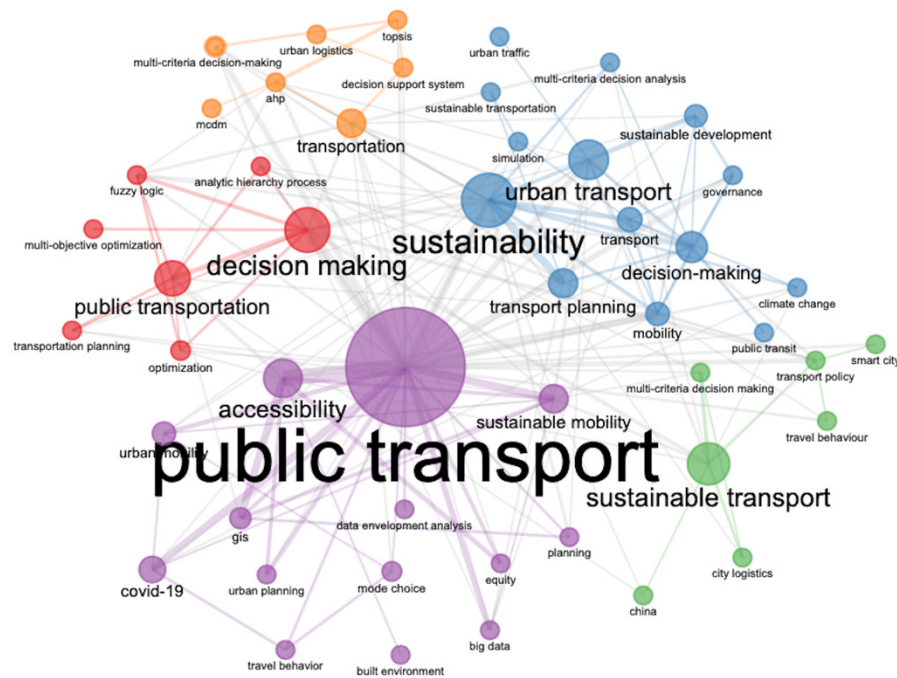 topsis
urban logistics
urban traffic
multi-criteria decision-making
multi-criteria decision analysis
decision support system
ahp
sustainable transportation
mcdm
sustainable development
transportation
simulation
analytic hierarchy process
fuzzy logic
urban transport
governance
multi-objective optimization
sustainability
transport
decision making
decision-making
public transportation
transport planning
climate change
mobility
transportation planning
public transit
optimization
smart city
transport policy
multi-criteria decision making
accessibility
sustainable mobility
travel behaviour
urban mobility
public transport
sustainable transport
data envelopment analysis
gis
planning
city logistics
equity
covid-19
urban planning
mode choice
china
big data
travel behavior
built environment